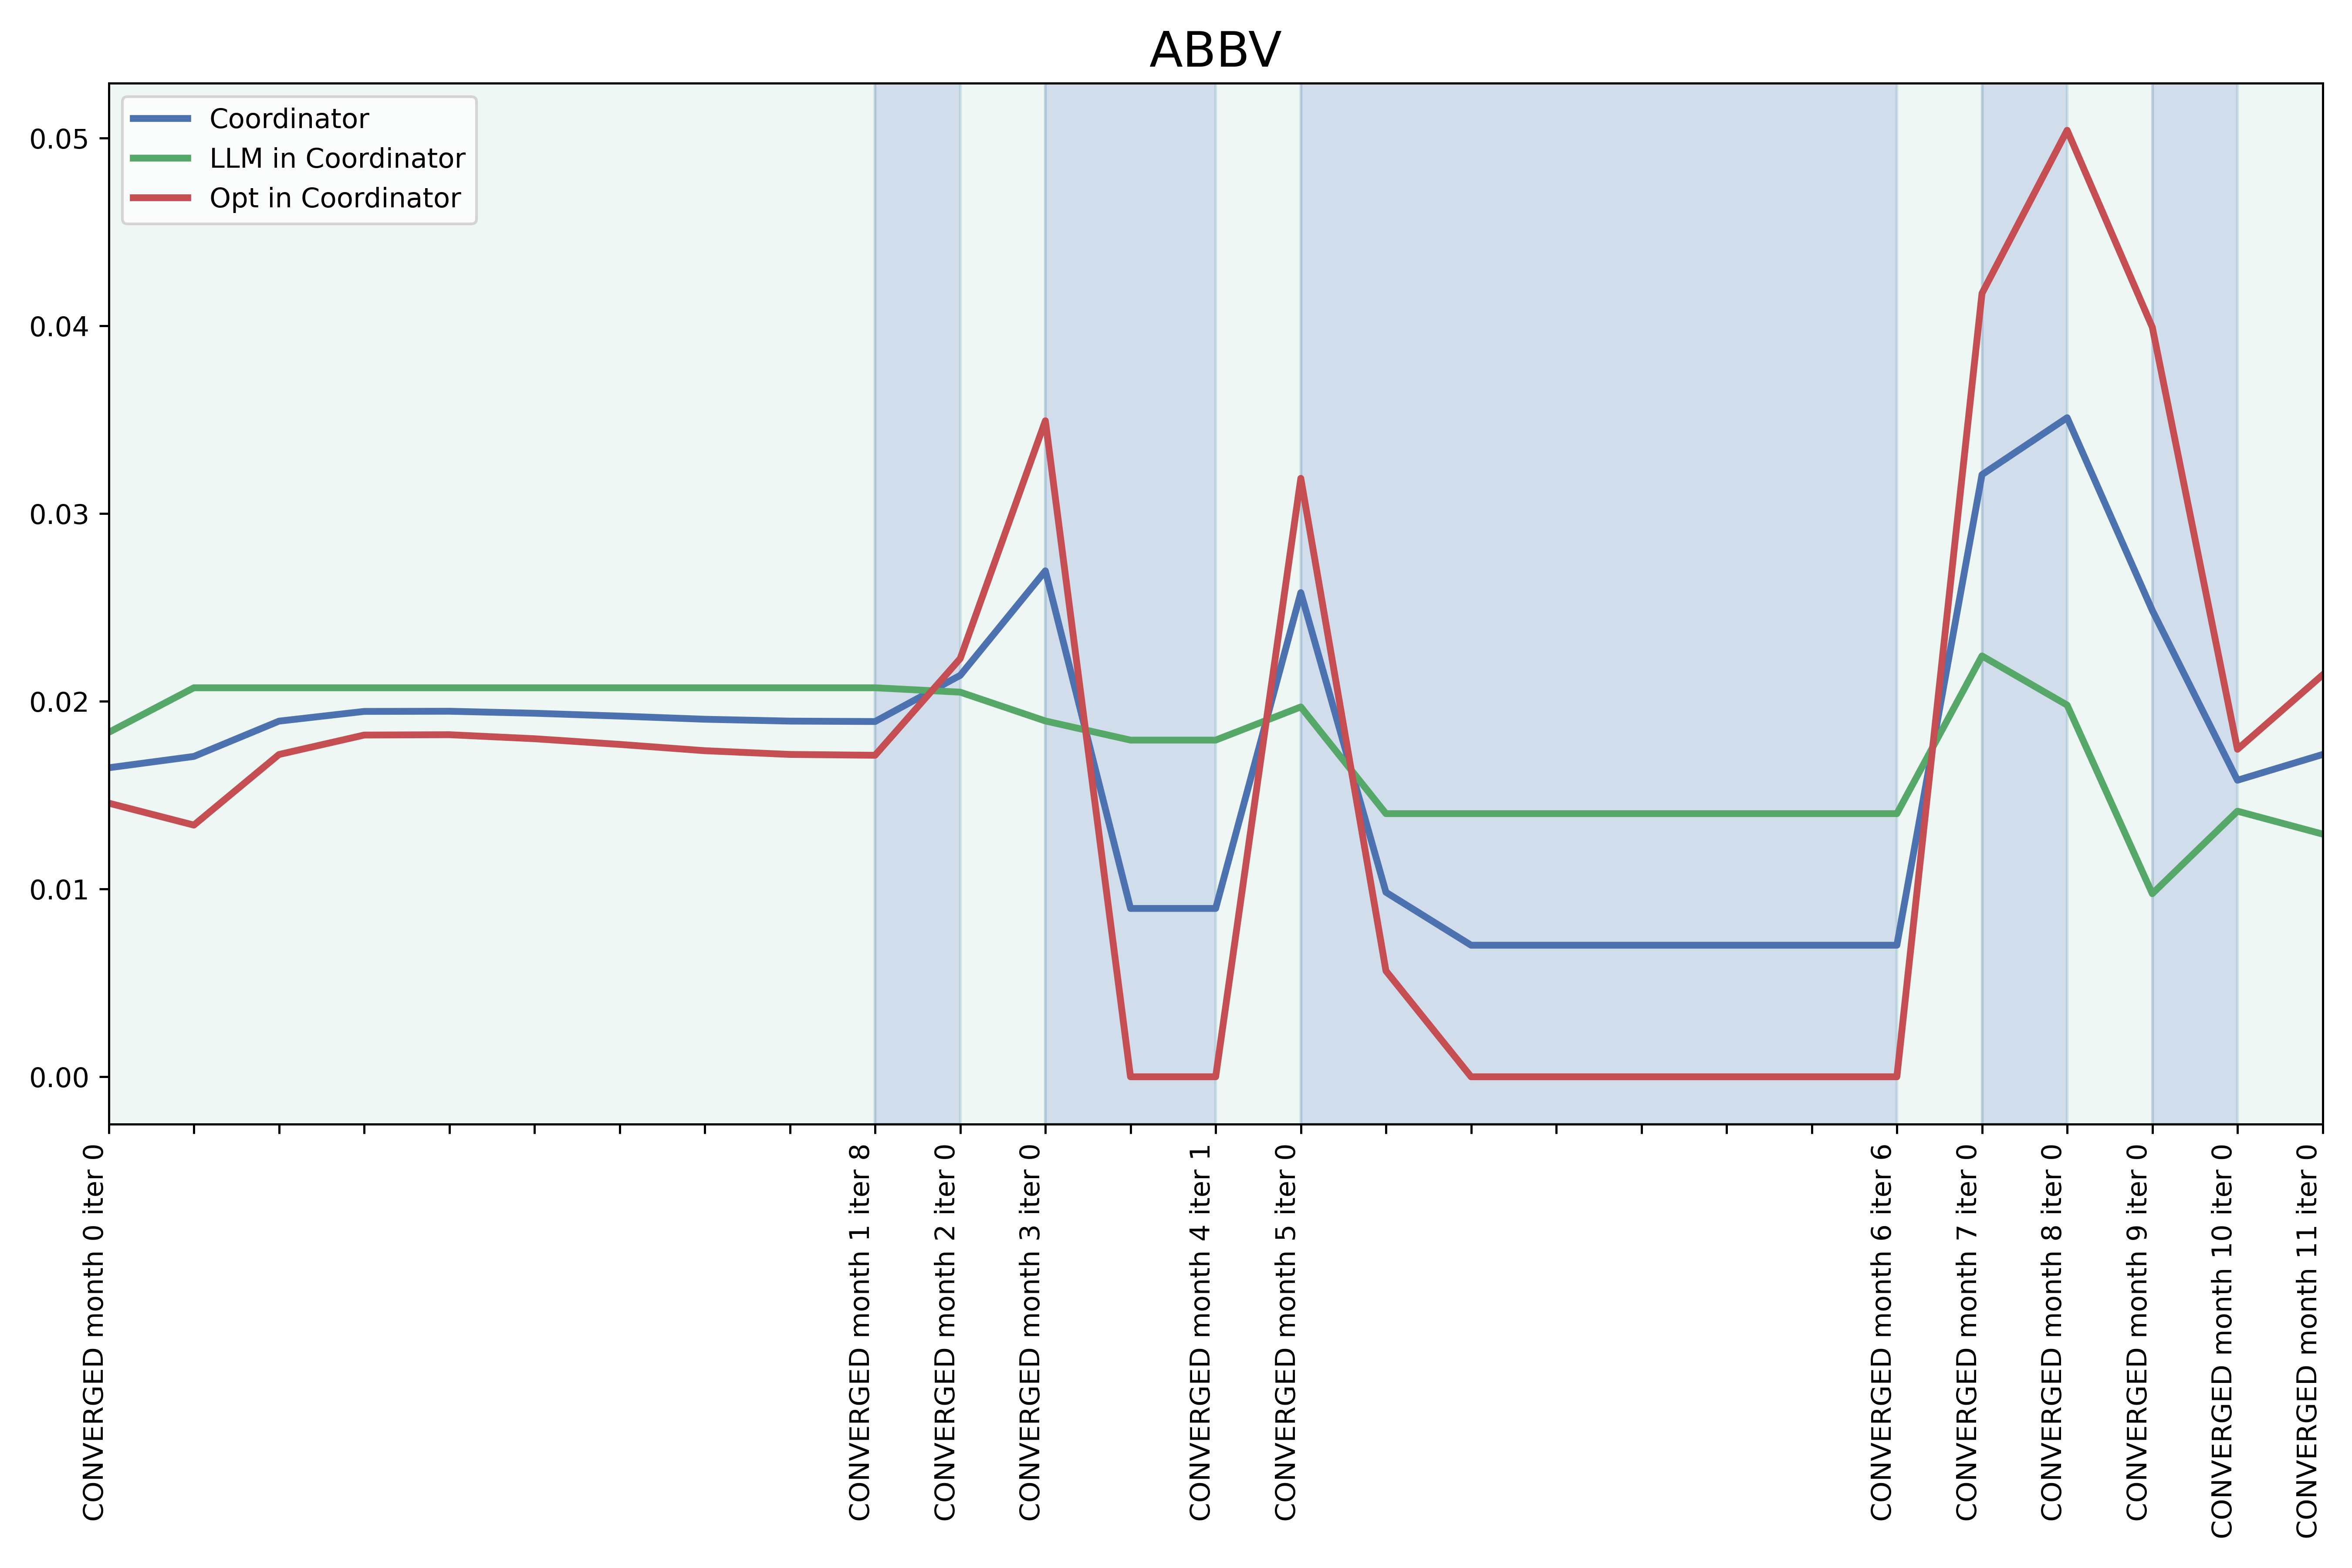 ABBV
Coordinator
LLM in Coordinator
Opt in Coordinator
0.05
0.04
0.03
0.02
0.01
0.00
CONVERGED month 0 iter 0
CONVERGED month 1 iter 8
CONVERGED month 2 iter 0
CONVERGED month 3 iter 0
CONVERGED month 4 iter 1
CONVERGED month 5 iter 0
CONVERGED month 6 iter 6
CONVERGED month 7 iter 0
CONVERGED month 8 iter 0
CONVERGED month 9 iter 0
CONVERGED month 10 iter 0
CONVERGED month 11 iter 0